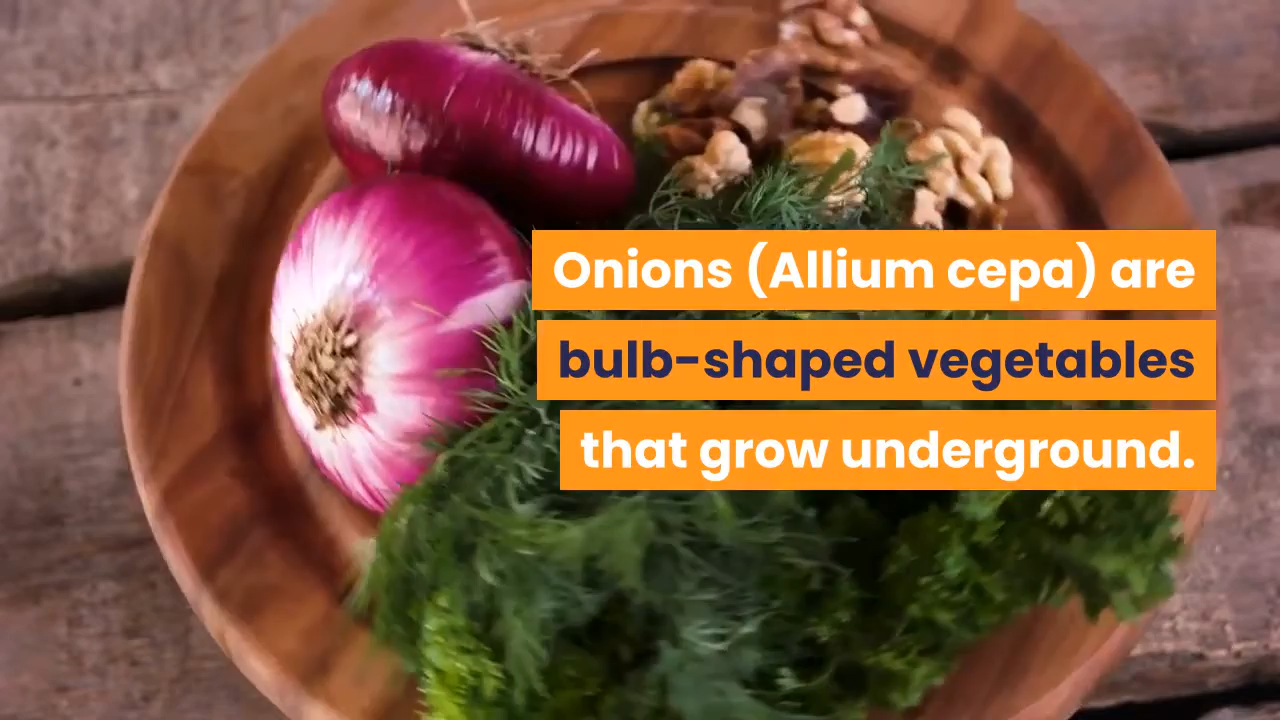 Onions (Allium cepa) are
bulb-shaped vegetables
that grow underground.